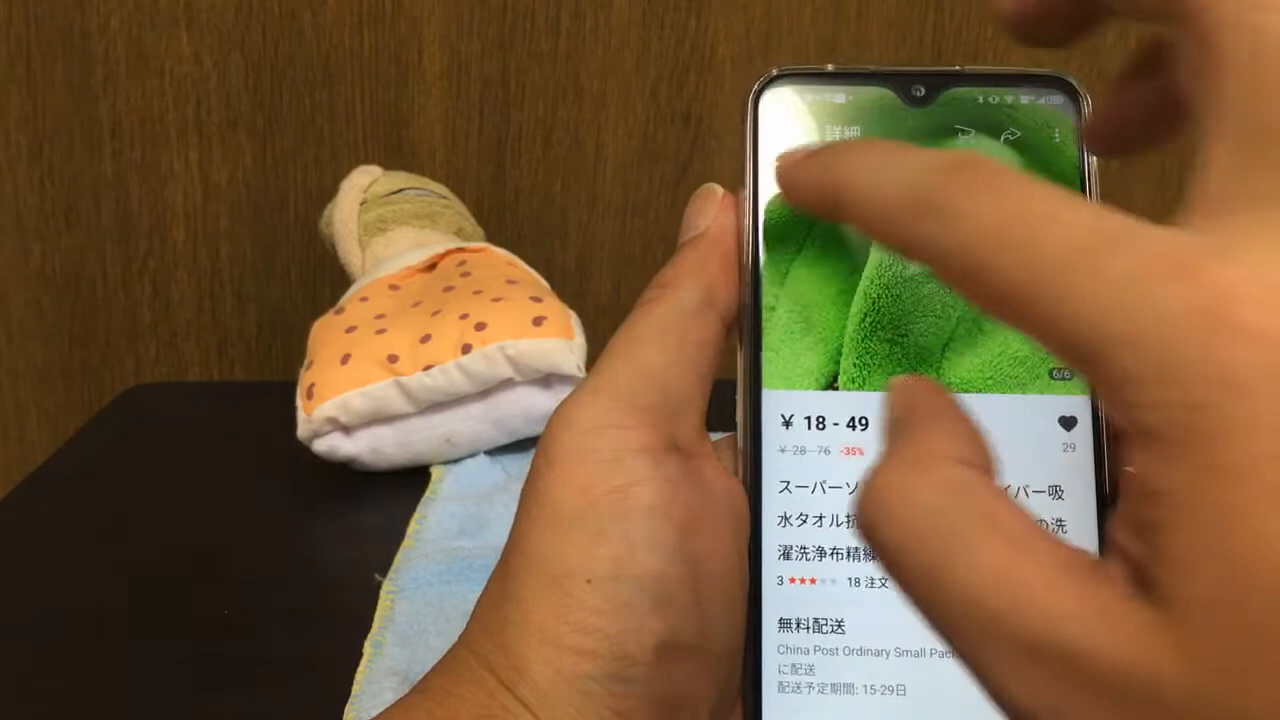 詳細
6/6
¥ 18 - 49
¥ 28-76 -35%
29
スーパーソ イバー吸
水タオル抗 の洗
濯洗浄布精練
3 18 注文
無料配送
China Post Ordinary Small
に配送
配送予定期間: 15-29日